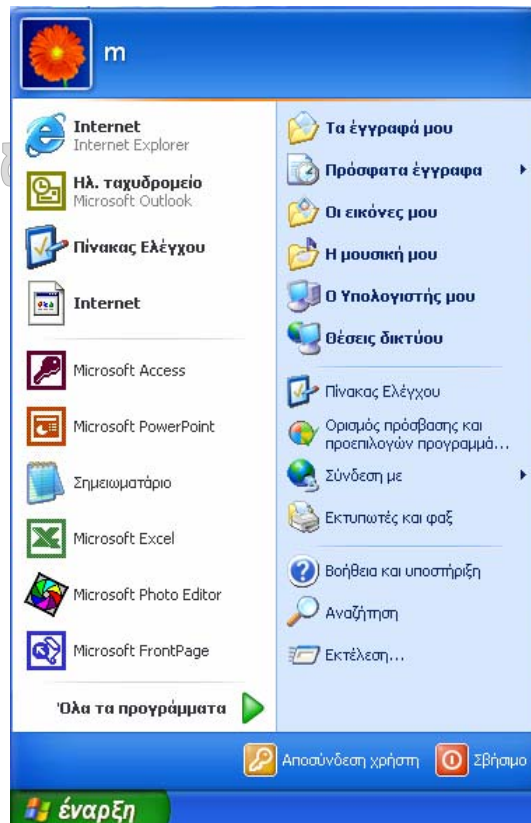 m
Internet
Internet Explorer
Ηλ. ταχυδρομείο
Microsoft Outlook
Πίνακας Ελέγχου
Internet
Microsoft Access
Microsoft PowerPoint
Σημειωματάριο
Microsoft Excel
Microsoft Photo Editor
Microsoft FrontPage
Όλα τα προγράμματα
Τα έγγραφά μου
Πρόσφατα έγγραφα
Οι εικόνες μου
Η μουσική μου
Ο Υπολογιστής μου
Θέσεις δικτύου
Πίνακας Ελέγχου
Ορισμός πρόσβασης και
προεπιλογών προγραμμά...
Σύνδεση με
Εκτυπωτές και φαξ
Βοήθεια και υποστήριξη
Αναζήτηση
Εκτέλεση...
Αποσύνδεση χρήστη
Σβήσιμο
έναρξη